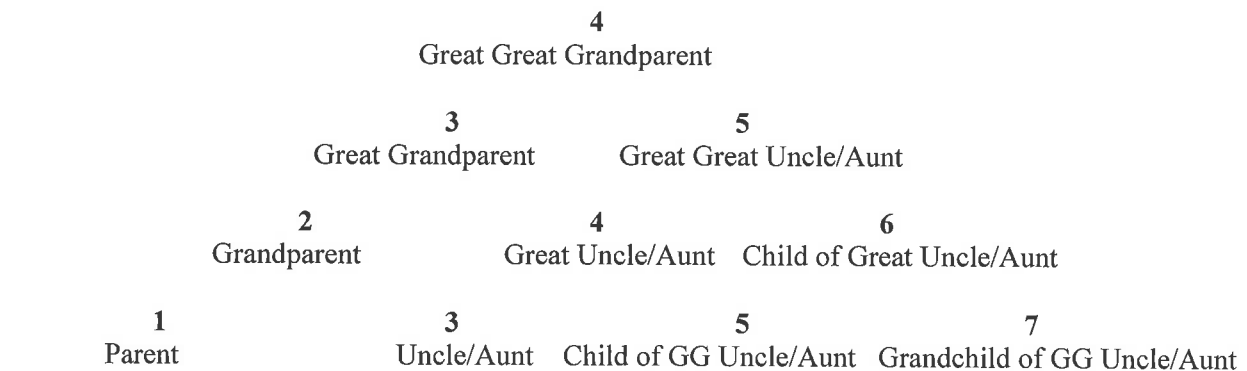 4
Great Great Grandparent
3 5
Great Grandparent Great Great Uncle/Aunt
2 4 6
Grandparent Great Uncle/Aunt Child of Great Uncle/Aunt
1 3 5 7
Parent Uncle/Aunt Child of GG Uncle/Aunt Grandchild of GG Uncle/Aunt